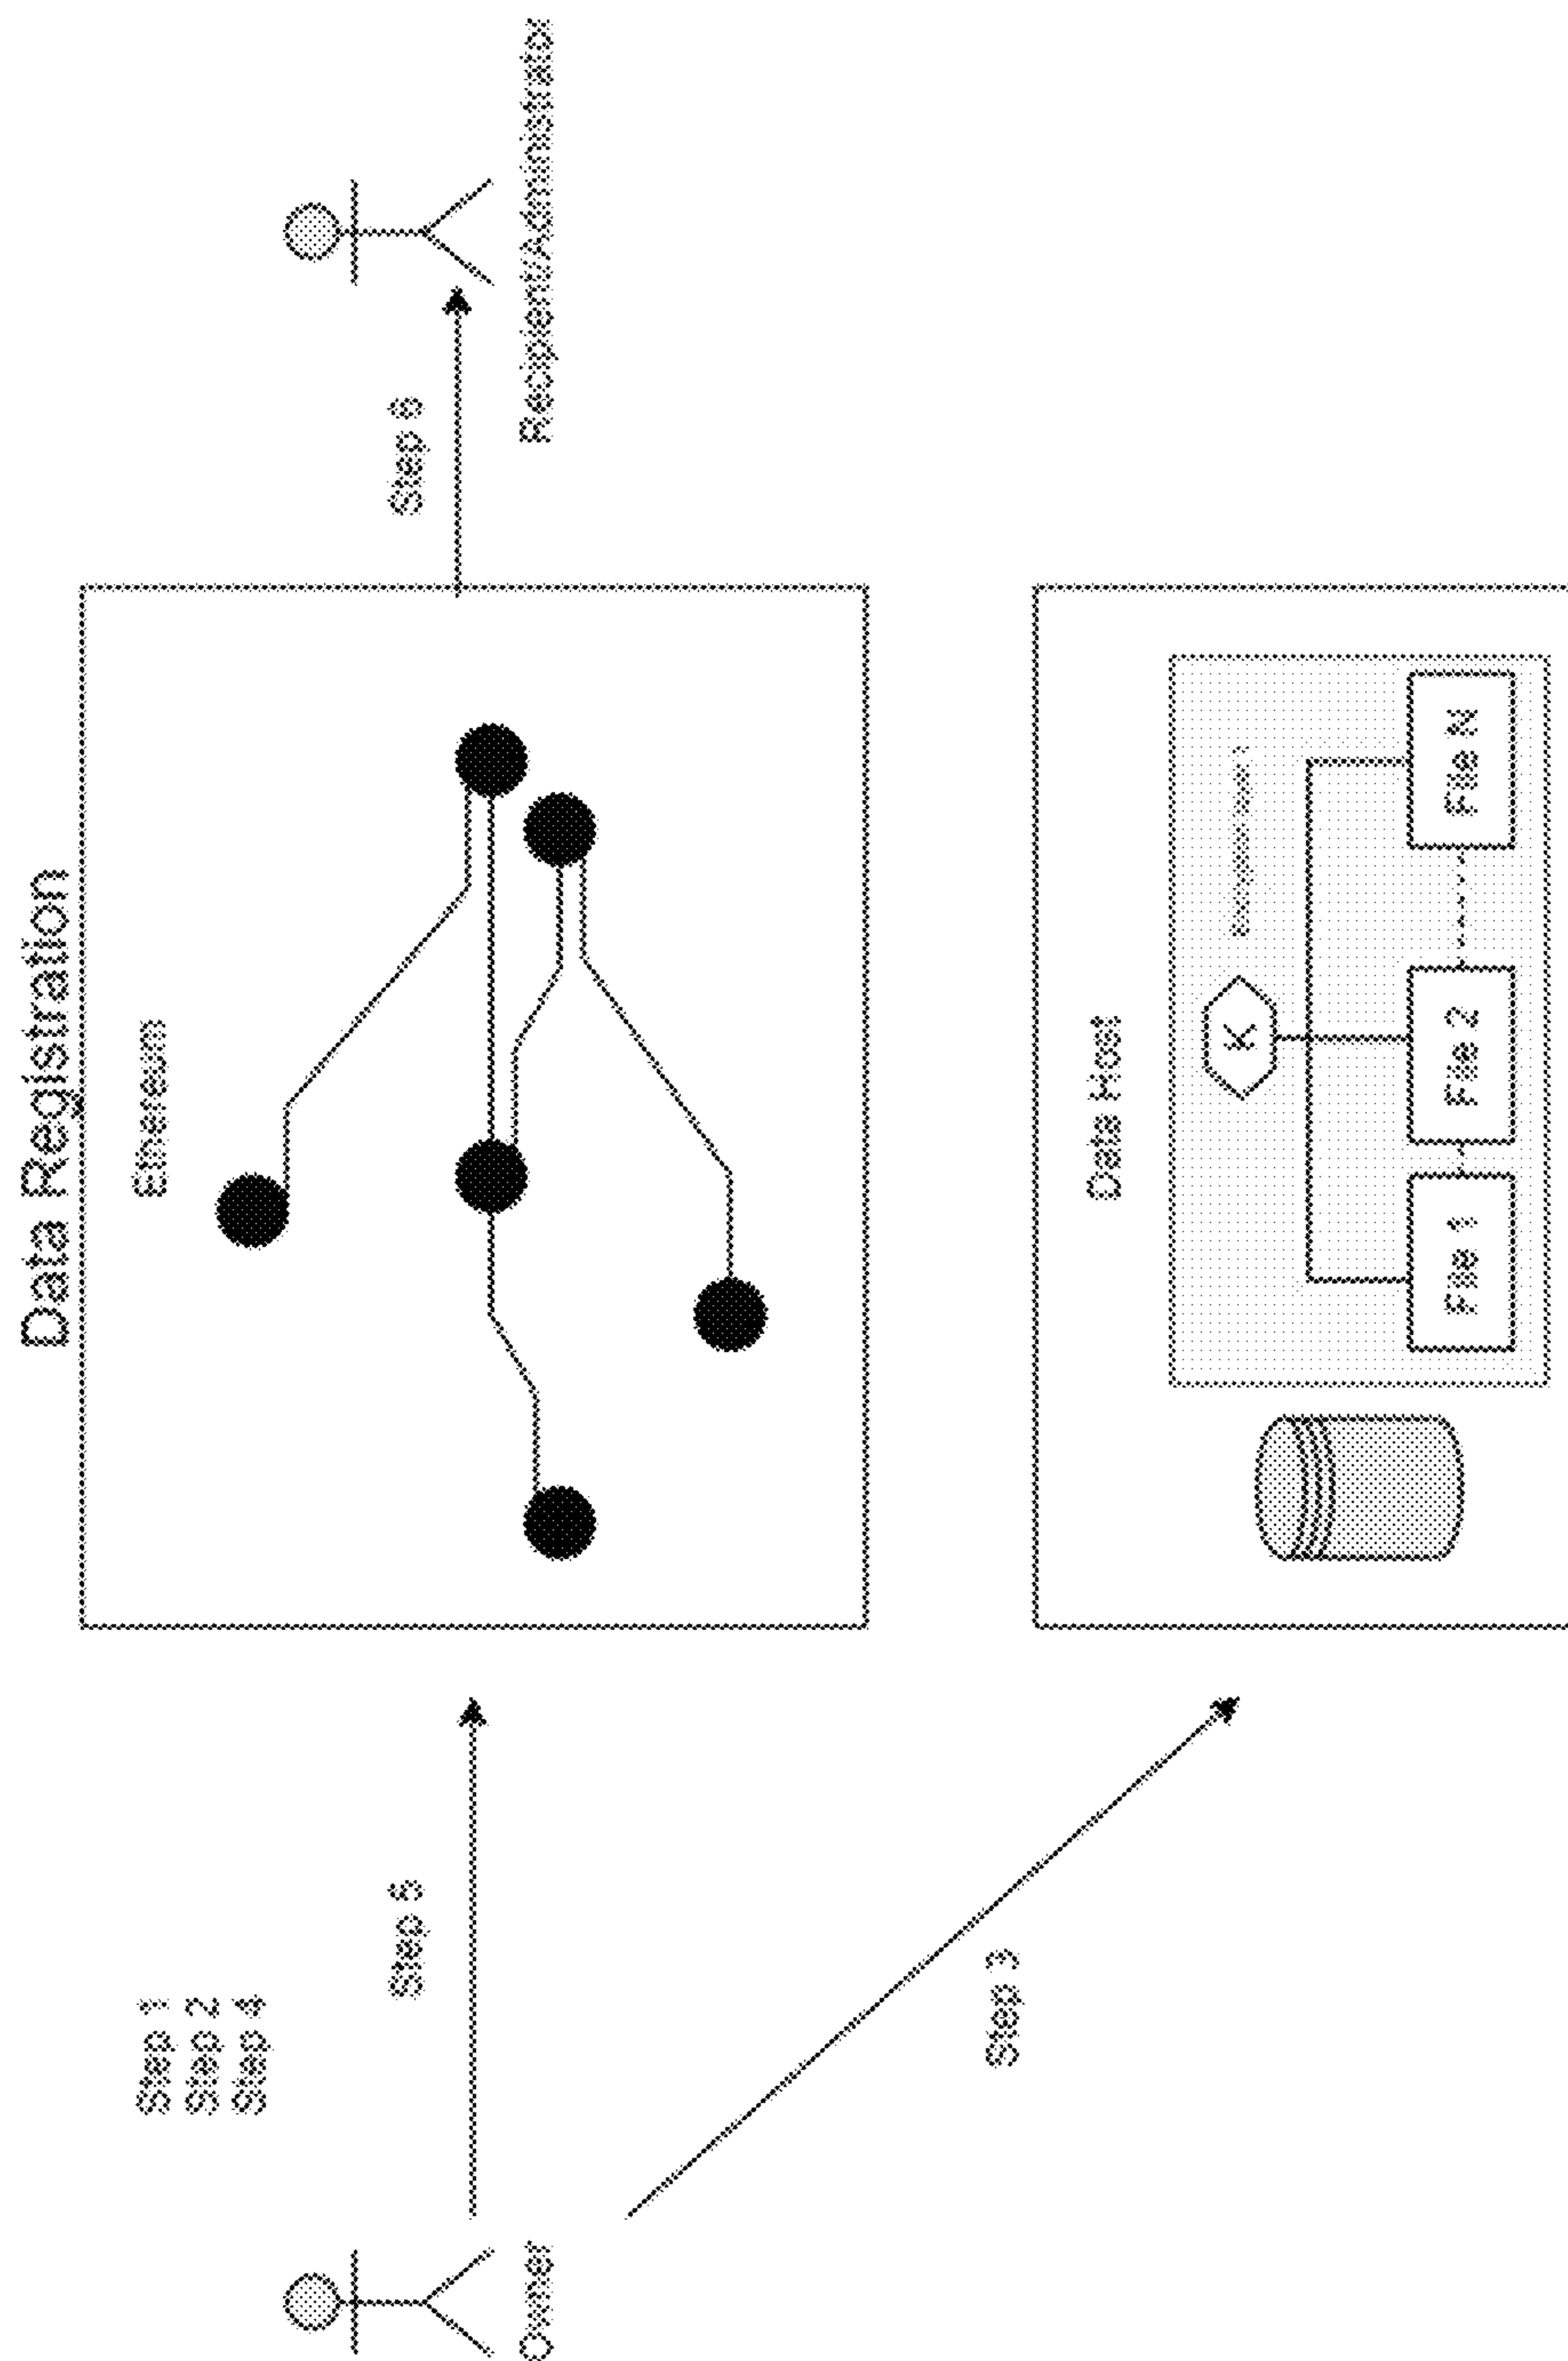 Data Registration
Step 1
Step 2
Step 4
Ethereum
Step 5
Step 6
Owner
Recipient/Administrator
Step 3
Data Host
K
File 1
File 2
File N